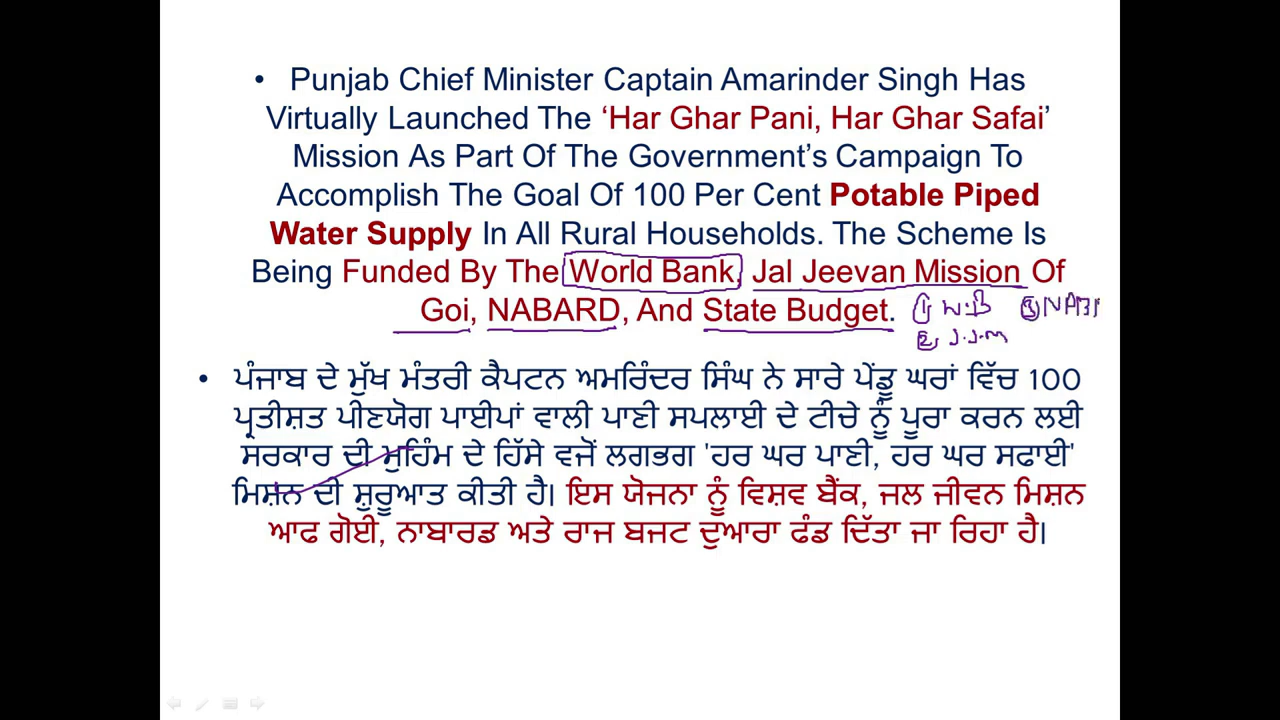 • Punjab Chief Minister Captain Amarinder Singh Has
Virtually Launched The ‘Har Ghar Pani, Har Ghar Safai’
Mission As Part Of The Government’s Campaign To
Accomplish The Goal Of 100 Per Cent Potable Piped
Water Supply In All Rural Households. The Scheme Is
Being Funded By The World Bank, Jal Jeevan Mission Of
Goi, NABARD, And State Budget. ① W.B ③ NAB
② J.J.M
• ਪੰਜਾਬ ਦੇ ਮੁੱਖ ਮੰਤਰੀ ਕੈਪਟਨ ਅਮਰਿੰਦਰ ਸਿੰਘ ਨੇ ਸਾਰੇ ਪੇਂਡੂ ਘਰਾਂ ਵਿੱਚ 100
ਪ੍ਰਤੀਸ਼ਤ ਪੀਣਯੋਗ ਪਾਈਪਾਂ ਵਾਲੀ ਪਾਣੀ ਸਪਲਾਈ ਦੇ ਟੀਚੇ ਨੂੰ ਪੂਰਾ ਕਰਨ ਲਈ
ਸਰਕਾਰ ਦੀ ਮੁਹਿੰਮ ਦੇ ਹਿੱਸੇ ਵਜੋਂ ਲਗਭਗ 'ਹਰ ਘਰ ਪਾਣੀ, ਹਰ ਘਰ ਸਫਾਈ'
ਮਿਸ਼ਨ ਦੀ ਸ਼ੁਰੂਆਤ ਕੀਤੀ ਹੈ। ਇਸ ਯੋਜਨਾ ਨੂੰ ਵਿਸ਼ਵ ਬੈਂਕ, ਜਲ ਜੀਵਨ ਮਿਸ਼ਨ
ਆਫ ਗੋਈ, ਨਾਬਾਰਡ ਅਤੇ ਰਾਜ ਬਜਟ ਦੁਆਰਾ ਫੰਡ ਦਿੱਤਾ ਜਾ ਰਿਹਾ ਹੈ।